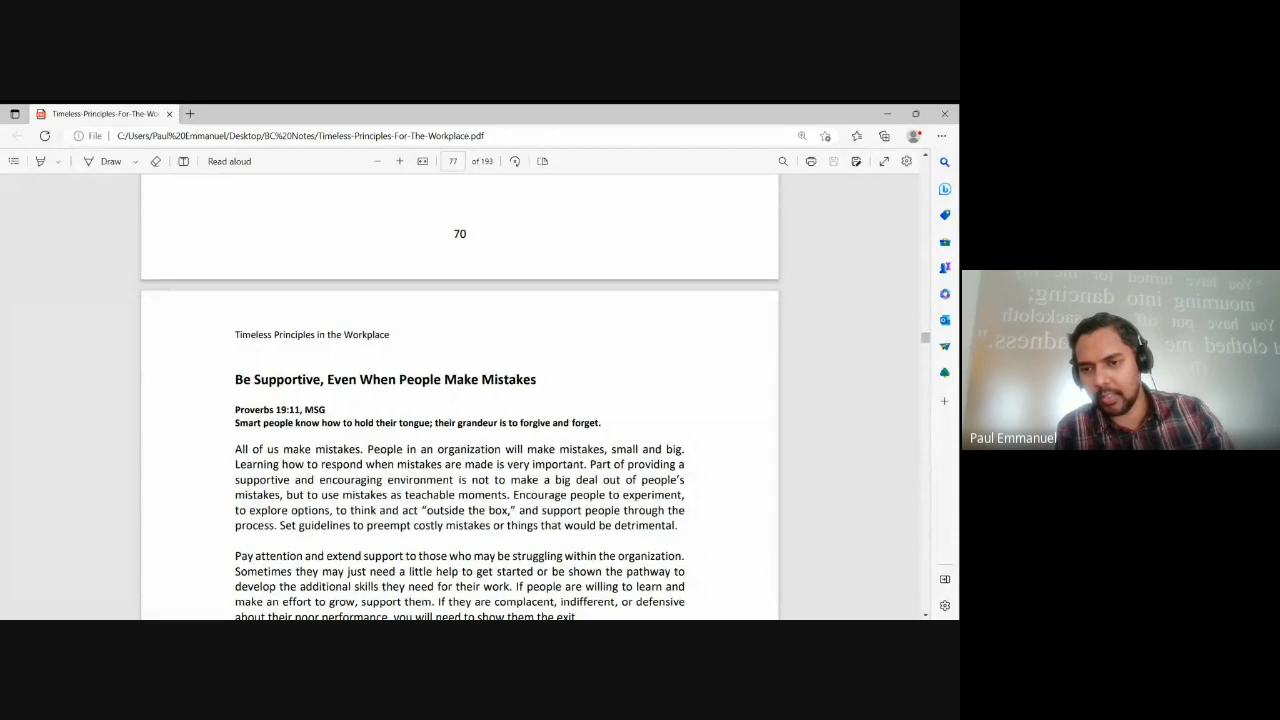 Timeless-Principles-For-The-Wo
File
C:/Users/Paul%20Emmanuel/Desktop/BC%20Notes/Timeless-Principles-For-The-Workplace.pdf
Draw
Read aloud
77 of 193
70
Timeless Principles in the Workplace
Be Supportive, Even When People Make Mistakes
Proverbs 19:11, MSG
Smart people know how to hold their tongue; their grandeur is to forgive and forget.
All of us make mistakes. People in an organization will make mistakes, small and big.
Learning how to respond when mistakes are made is very important. Part of providing a
supportive and encouraging environment is not to make a big deal out of people's
mistakes, but to use mistakes as teachable moments. Encourage people to experiment,
to explore options, to think and act “outside the box,” and support people through the
process. Set guidelines to preempt costly mistakes or things that would be detrimental.
Pay attention and extend support to those who may be struggling within the organization.
Sometimes they may just need a little help to get started or be shown the pathway to
develop the additional skills they need for their work. If people are willing to learn and
make an effort to grow, support them. If they are complacent, indifferent, or defensive
about their poor performance, you will need to show them the exit.
"You have turned for me my
mourning into dancing;
You have put off sackcloth
clothed me
Paul Emmanuel